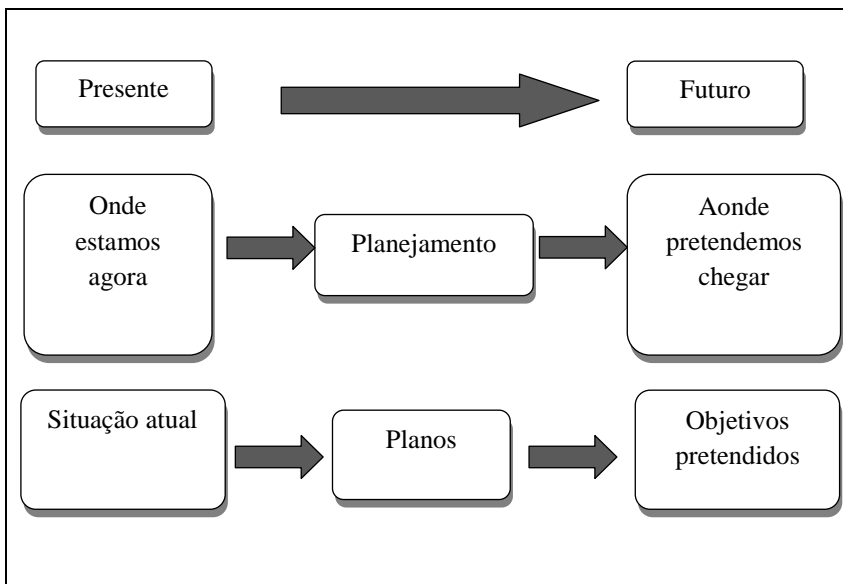 Presente
Futuro
Onde
estamos
agora
Planejamento
Aonde
pretendemos
chegar
Situação atual
Planos
Objetivos
pretendidos